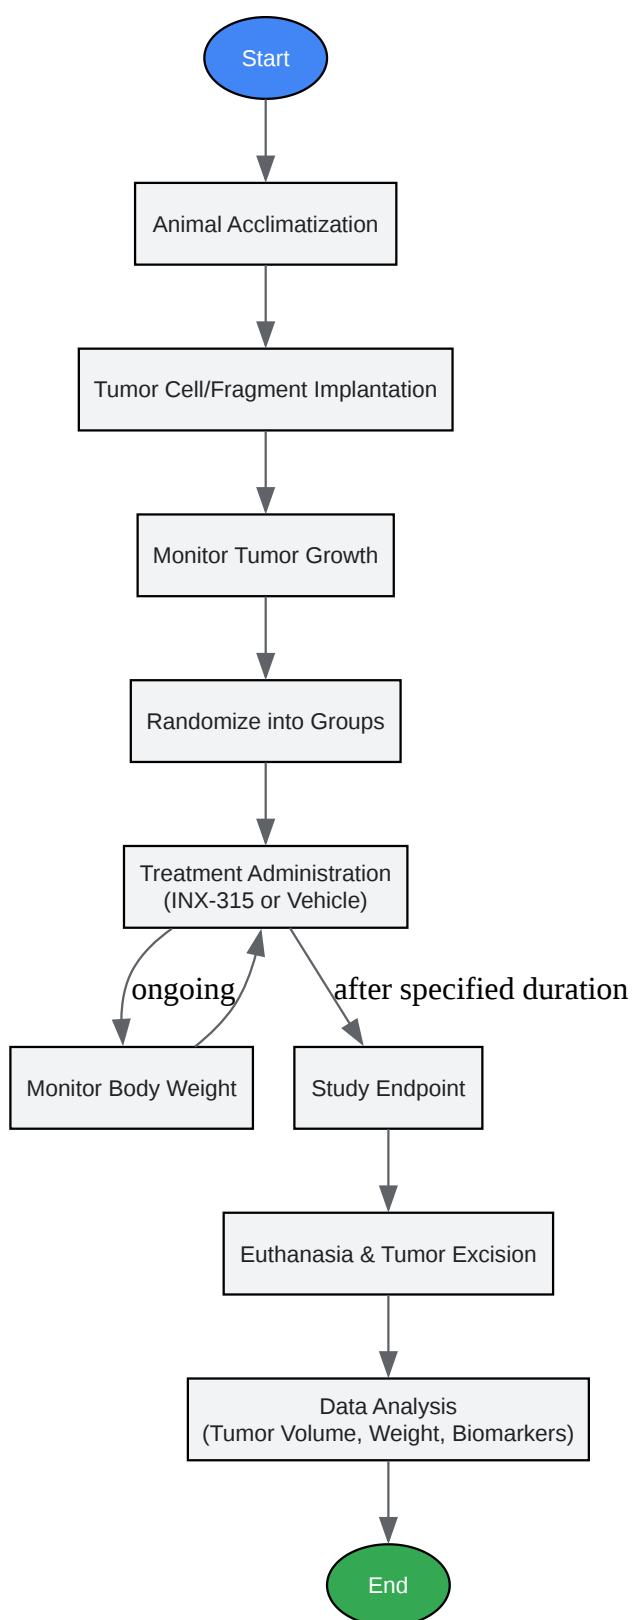 Start
Animal Acclimatization
Tumor Cell/Fragment Implantation
Monitor Tumor Growth
Randomize into Groups
Treatment Administration
(INX-315 or Vehicle)
ongoing
after specified duration
Monitor Body Weight
Study Endpoint
Euthanasia & Tumor Excision
Data Analysis
(Tumor Volume, Weight, Biomarkers)
End